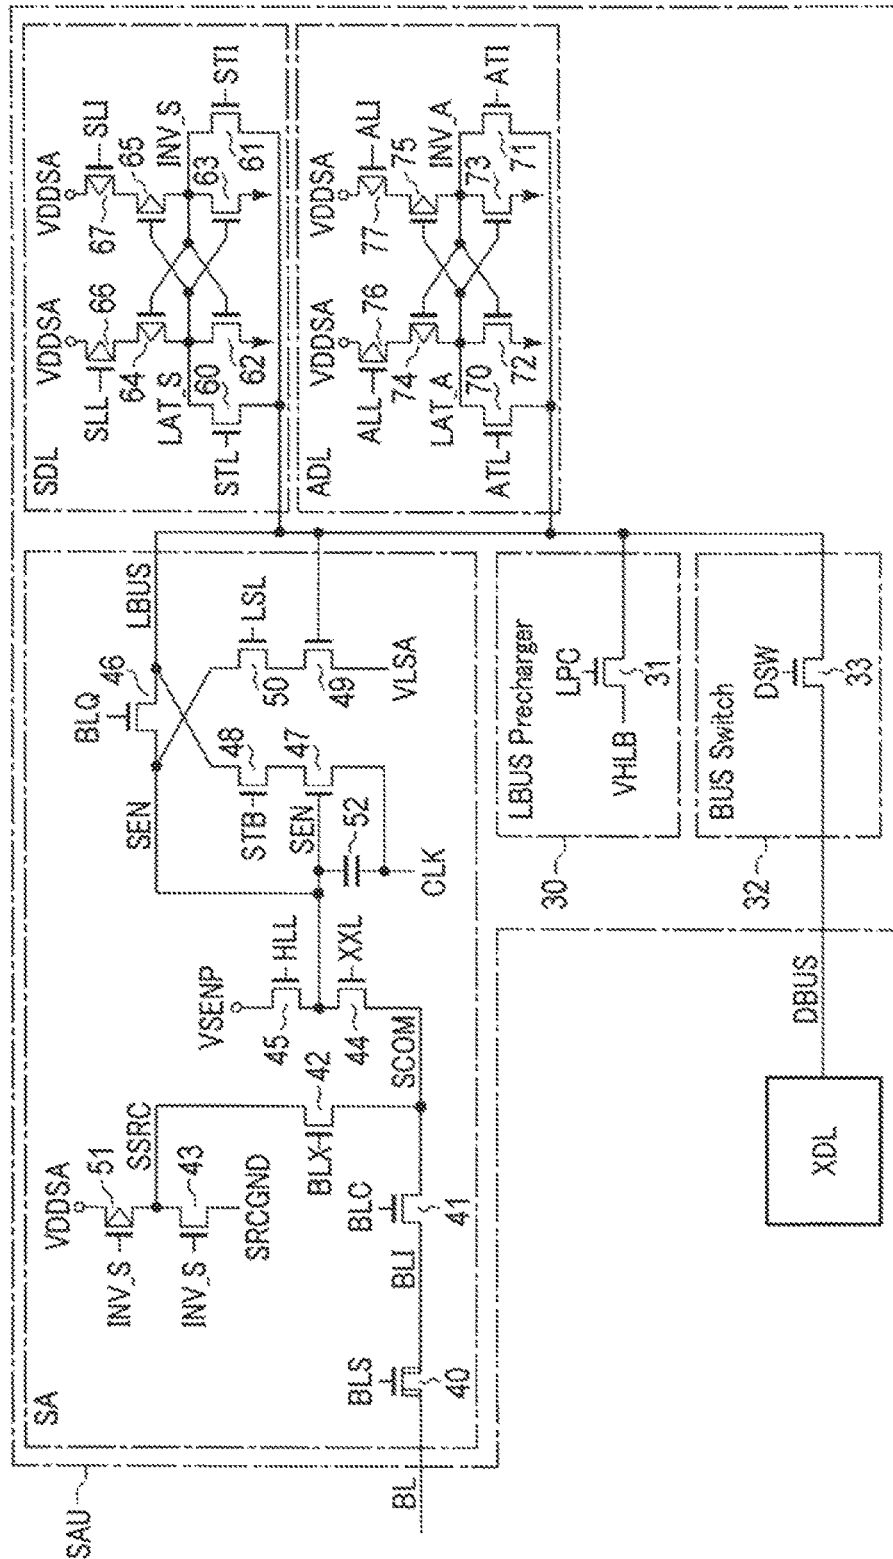 SAU
SA
VDDSA
51
INV_S
SSRC
INV_S
43
SRCGND
BL
BLS
40
BLI
BLC
41
BLX
42
SCOM
VSENP
45
HLL
44
XXL
SEN
BLQ
46
LBUS
STB
48
SEN
47
52
CLK
50
LSL
49
VLSA
SDL
VDDSA
VDDSA
SLL
66
67
SLI
64
65
LAT_S
INV_S
STL
60
62
63
61
STI
ADL
VDDSA
VDDSA
ALL
76
77
ALI
74
75
LAT_A
INV_A
ATL
70
72
73
71
ATI
30
LBUS Precharger
LPC
VHLB
31
32
BUS Switch
DSW
33
DBUS
XDL